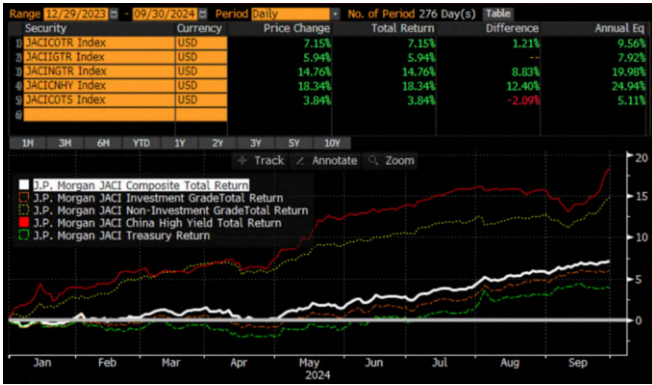 Range 12/29/2023 - 09/30/2024 Period Daily No. of Period 276 Day(s) Table
Security Currency Price Change Total Return Difference Annual Eq
1) JACICOTR Index USD 7.15% 7.15% 1.21% 9.56%
2) JACIIGTR Index USD 5.94% 5.94% -- 7.92%
3) JACINGTR Index USD 14.76% 14.76% 8.83% 19.98%
4) JACICNHY Index USD 18.34% 18.34% 12.40% 24.94%
5) JACICOTS Index USD 3.84% 3.84% -2.09% 5.11%
6)
1M 3M 6M YTD 1Y 2Y 3Y 5Y 10Y
Track Annotate Zoom
J.P. Morgan JACI Composite Total Return
J.P. Morgan JACI Investment GradeTotal Return
J.P. Morgan JACI Non-Investment GradeTotal Return
J.P. Morgan JACI China High Yield Total Return
J.P. Morgan JACI Treasury Return
20
15
10
5
0
Jan Feb Mar Apr May Jun Jul Aug Sep
2024